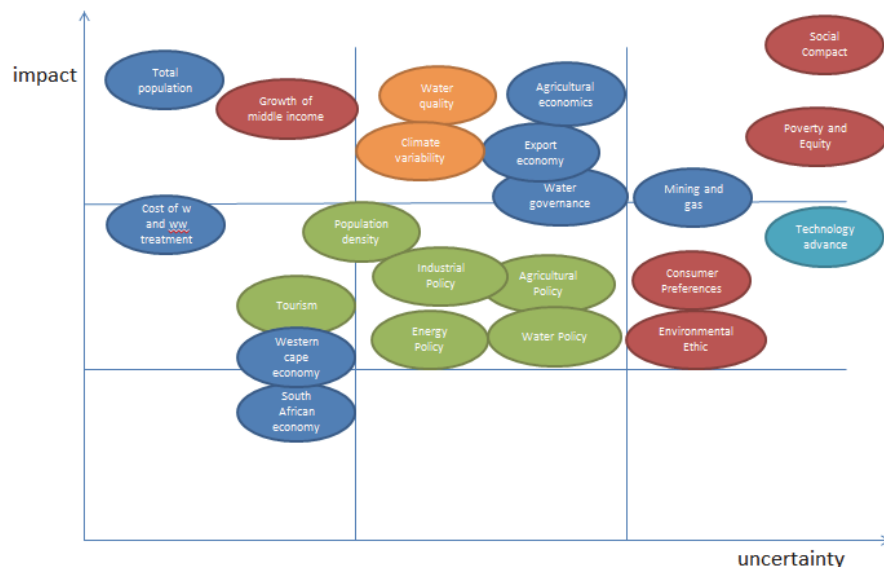 impact
Total
population
Growth of
middle income
Water
quality
Climate
variability
Agricultural
economics
Export
economy
Water
governance
Social
Compact
Poverty and
Equity
Mining and
gas
Technology
advance
Cost of w
and ww
treatment
Population
density
Industrial
Policy
Agricultural
Policy
Consumer
Preferences
Tourism
Energy
Policy
Water Policy
Environmental
Ethic
Western
cape
economy
South
African
economy
uncertainty